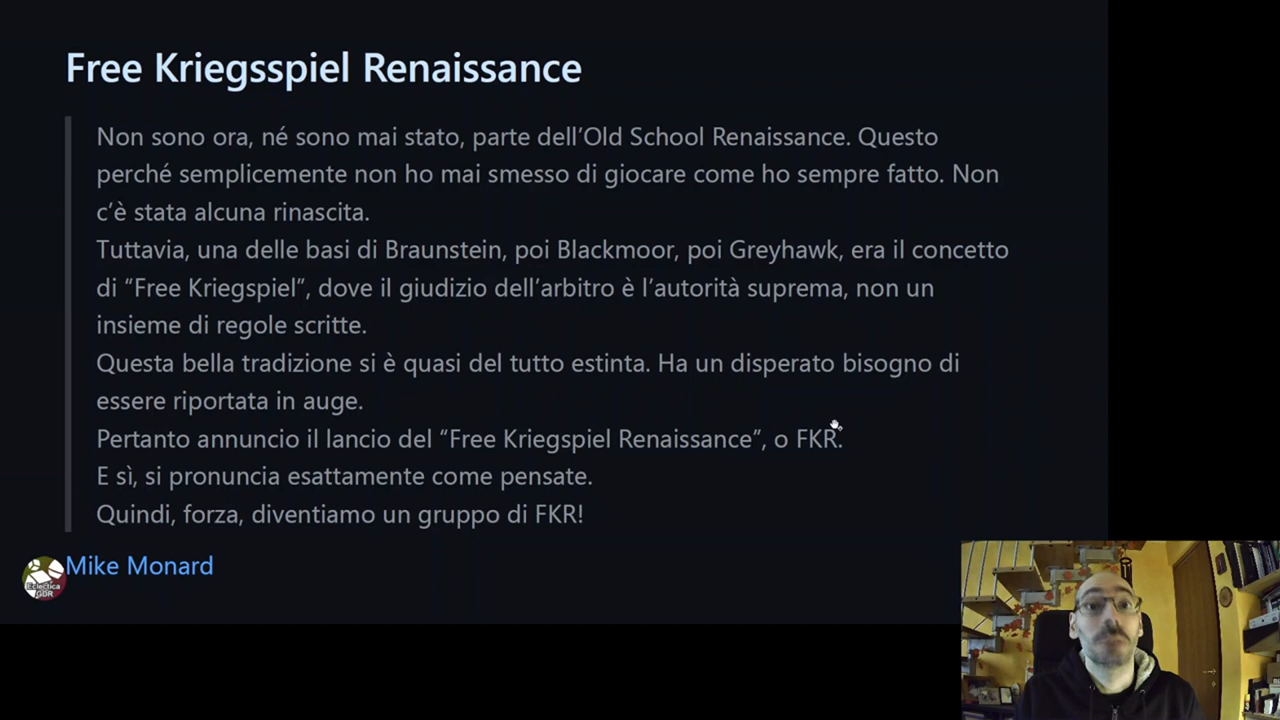 Free Kriegsspiel Renaissance
Non sono ora, né sono mai stato, parte dell’Old School Renaissance. Questo
perché semplicemente non ho mai smesso di giocare come ho sempre fatto. Non
c’è stata alcuna rinascita.
Tuttavia, una delle basi di Braunstein, poi Blackmoor, poi Greyhawk, era il concetto
di “Free Kriegspiel”, dove il giudizio dell’arbitro è l’autorità suprema, non un
insieme di regole scritte.
Questa bella tradizione si è quasi del tutto estinta. Ha un disperato bisogno di
essere riportata in auge.
Pertanto annuncio il lancio del “Free Kriegspiel Renaissance”, o FKR.
E sì, si pronuncia esattamente come pensate.
Quindi, forza, diventiamo un gruppo di FKR!
Mike Monard
Eclectica
GDR